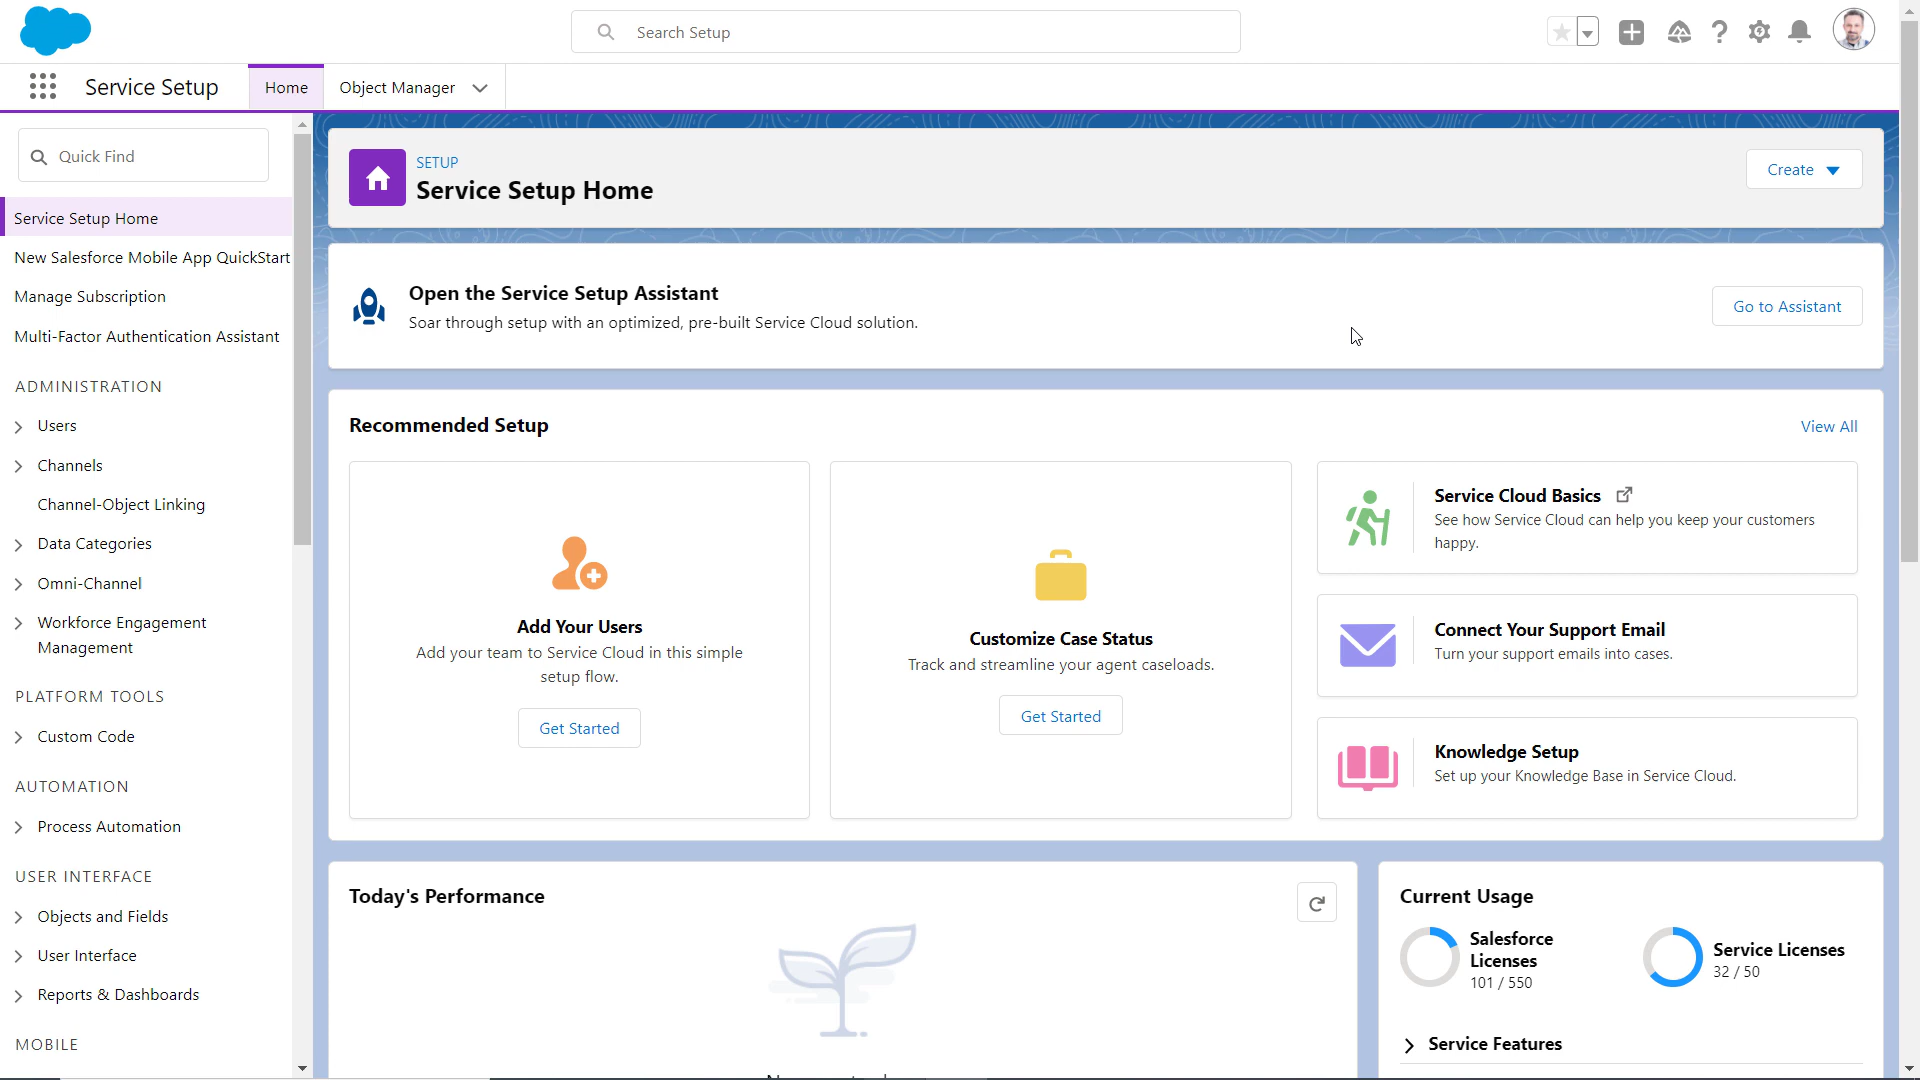 Search Setup
Service Setup
Home
Object Manager
Quick Find
Service Setup Home
New Salesforce Mobile App QuickStart
Manage Subscription
Multi-Factor Authentication Assistant
ADMINISTRATION
Users
Channels
Channel-Object Linking
Data Categories
Omni-Channel
Workforce Engagement
Management
PLATFORM TOOLS
Custom Code
AUTOMATION
Process Automation
USER INTERFACE
Objects and Fields
User Interface
Reports & Dashboards
MOBILE
SETUP
Service Setup Home
Create
Open the Service Setup Assistant
Soar through setup with an optimized, pre-built Service Cloud solution.
Go to Assistant
Recommended Setup
View All
Add Your Users
Add your team to Service Cloud in this simple
setup flow.
Get Started
Customize Case Status
Track and streamline your agent caseloads.
Get Started
Service Cloud Basics
See how Service Cloud can help you keep your customers
happy.
Connect Your Support Email
Turn your support emails into cases.
Knowledge Setup
Set up your Knowledge Base in Service Cloud.
Today's Performance
Current Usage
Salesforce
Licenses
101 / 550
Service Licenses
32 / 50
Service Features